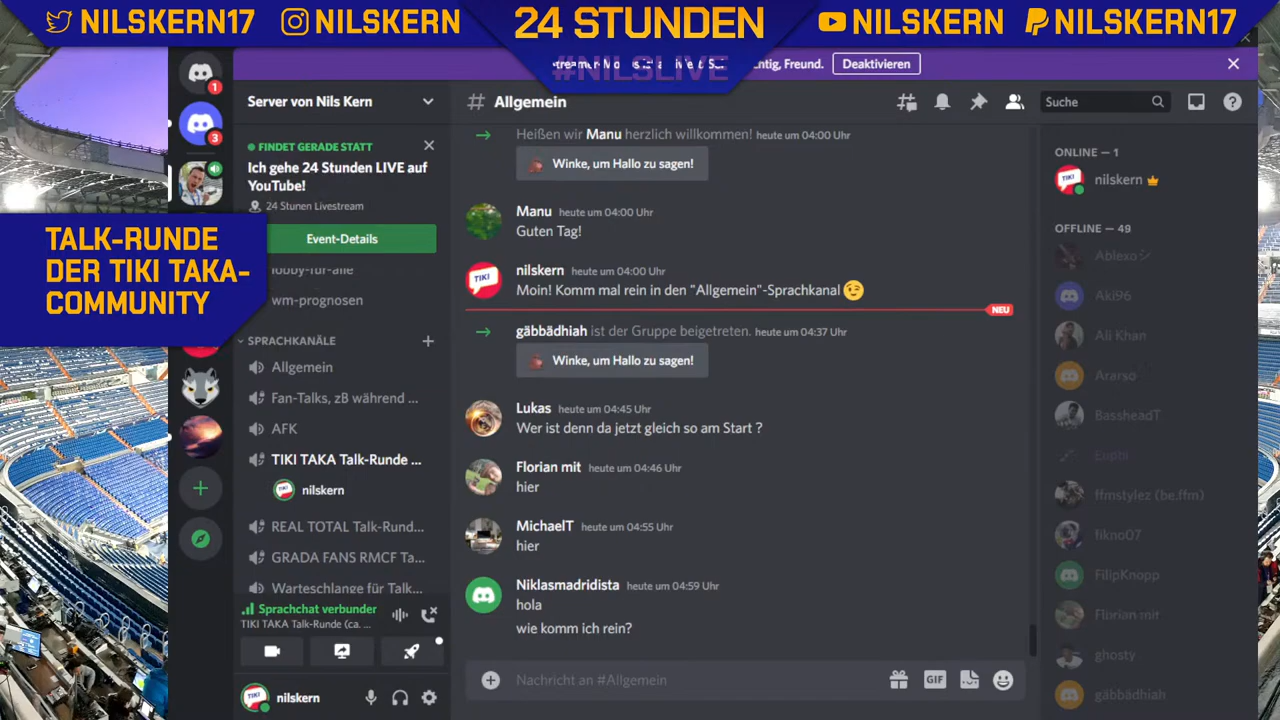 NILSKERN17
NILSKERN
24 STUNDEN
#NILSLIVE
NILSKERN
NILSKERN17
Freund.
Deaktivieren
1
3
Server von Nils Kern
FINDET GERADE STATT
Ich gehe 24 Stunden LIVE auf
YouTube!
24 Stunen Livestream
Event-Details
TALK-RUNDE
DER TIKI TAKA-
COMMUNITY
lobby-für-alle
wm-prognosen
SPRACHKANÄLE
Allgemein
Fan-Talks, zB während ...
AFK
TIKI TAKA Talk-Runde ...
nilskern
REAL TOTAL Talk-Rund...
GRADA FANS RMCF Ta...
Warteschlange für Talk...
Sprachchat verbunden
TIKI TAKA Talk-Runde (ca. ...
nilskern
# Allgemein
Suche
Heißen wir Manu herzlich willkommen! heute um 04:00 Uhr
Winke, um Hallo zu sagen!
Manu heute um 04:00 Uhr
Guten Tag!
nilskern heute um 04:00 Uhr
Moin! Komm mal rein in den "Allgemein"-Sprachkanal
NEU
gäbbädhiah ist der Gruppe beigetreten. heute um 04:37 Uhr
Winke, um Hallo zu sagen!
Lukas heute um 04:45 Uhr
Wer ist denn da jetzt gleich so am Start ?
Florian mit heute um 04:46 Uhr
hier
MichaelT heute um 04:55 Uhr
hier
Niklasmadridista heute um 04:59 Uhr
hola
wie komm ich rein?
Nachricht an #Allgemein
GIF
ONLINE — 1
TIKI
nilskern
OFFLINE — 49
Ablexo
Aki96
Ali Khan
Ararso
BassheadT
Euphi
ffmstylez (be.ffm)
fikno07
FilipKnopp
Florian mit
ghosty
gäbbädhiah